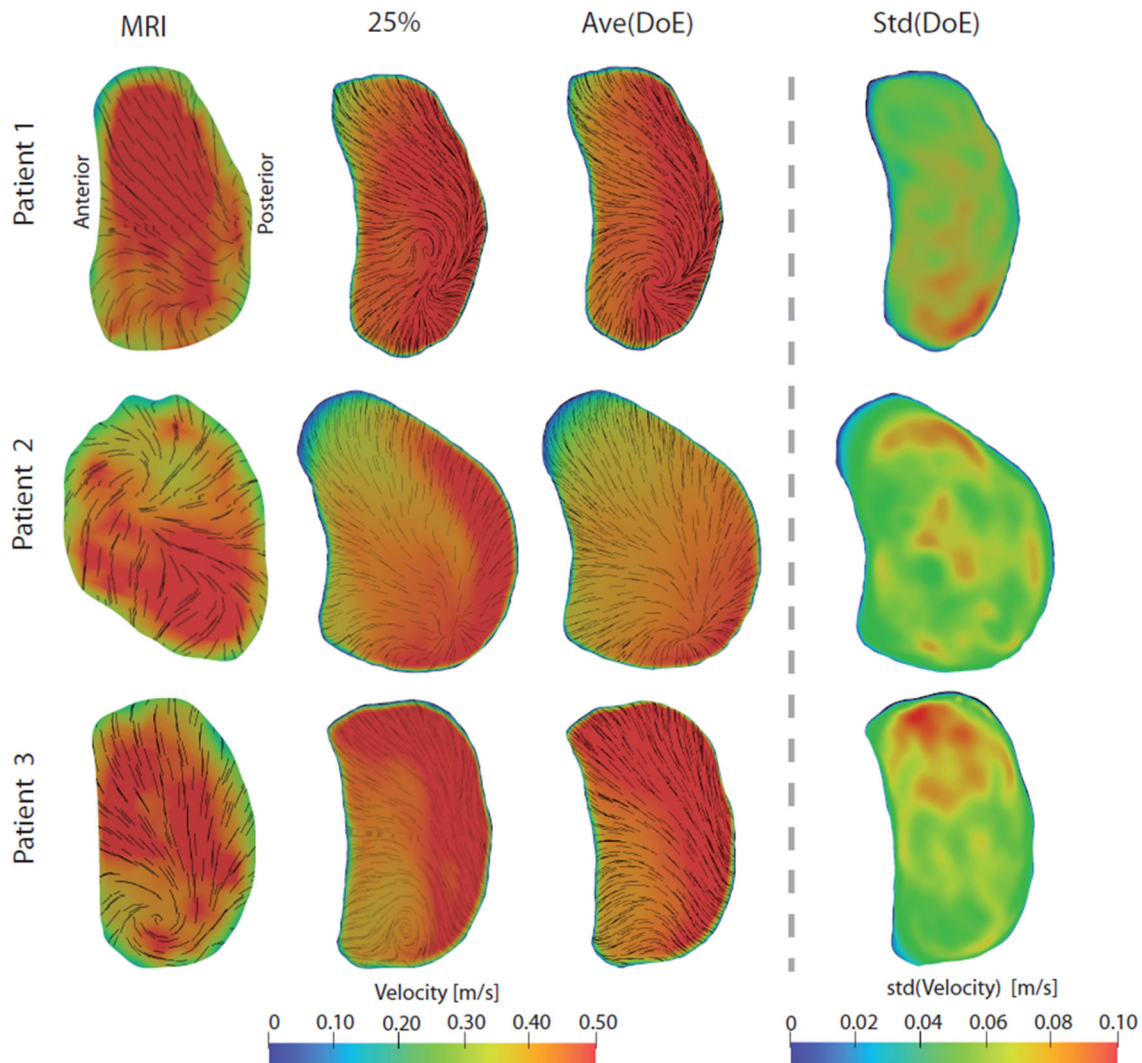 MRI 25% Ave(DoE) Std(DoE)
Patient 1
Anterior
Posterior
Patient 2
Patient 3
Velocity [m/s]
0 0.10 0.20 0.30 0.40 0.50
std(Velocity) [m/s]
0 0.02 0.04 0.06 0.08 0.10